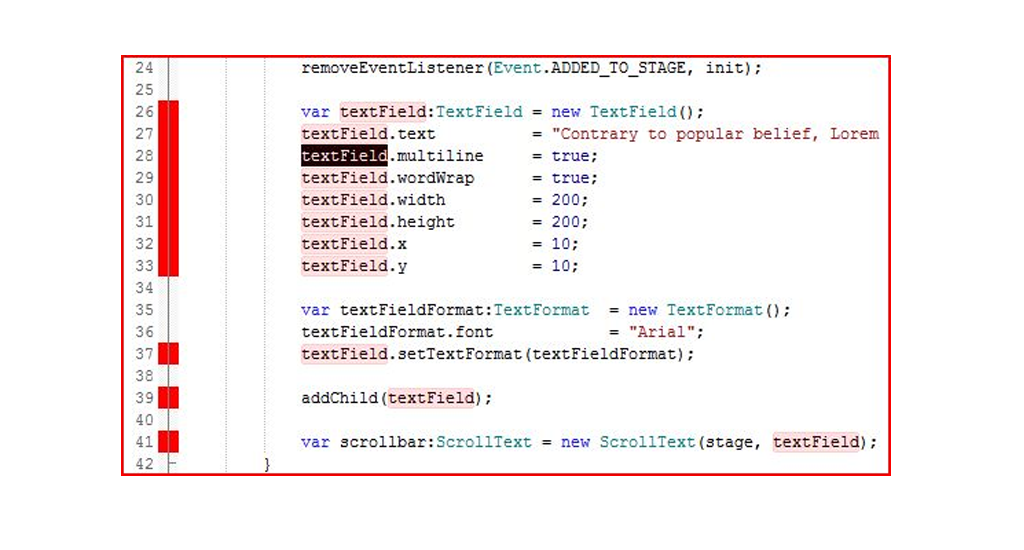 24 removeEventListener(Event.ADDED_TO_STAGE, init);
25
26 var textField:TextField = new TextField();
27 textField.text = "Contrary to popular belief, Lorem
28 textField.multiline = true;
29 textField.wordWrap = true;
30 textField.width = 200;
31 textField.height = 200;
32 textField.x = 10;
33 textField.y = 10;
34
35 var textFieldFormat:TextFormat = new TextFormat();
36 textFieldFormat.font = "Arial";
37 textField.setTextFormat(textFieldFormat);
38
39 addChild(textField);
40
41 var scrollbar:ScrollText = new ScrollText(stage, textField);
42 }